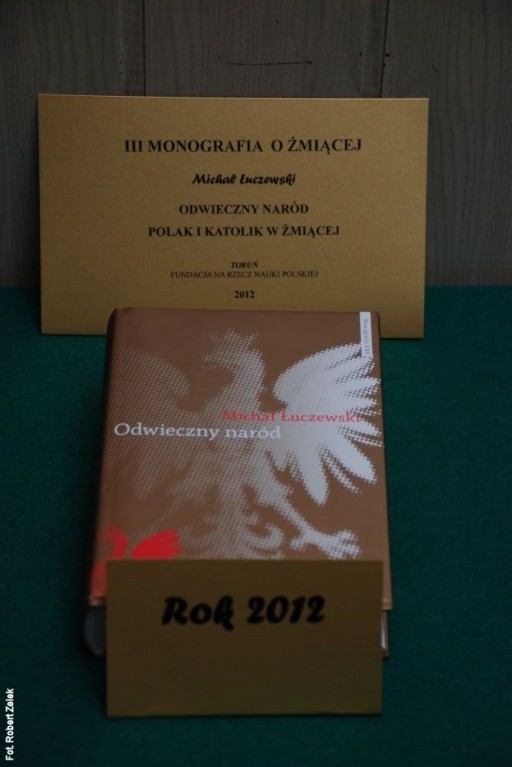 III MONOGRAFIA O ŻMIĄCEJ
Michał Łuczewski
ODWIECZNY NARÓD
POLAK I KATOLIK W ŻMIĄCEJ
TORUŃ
FUNDACJA NA RZECZ NAUKI POLSKIEJ
2012
Michał Łuczewski
Odwieczny naród
Rok 2012
Fot. Robert Zelek